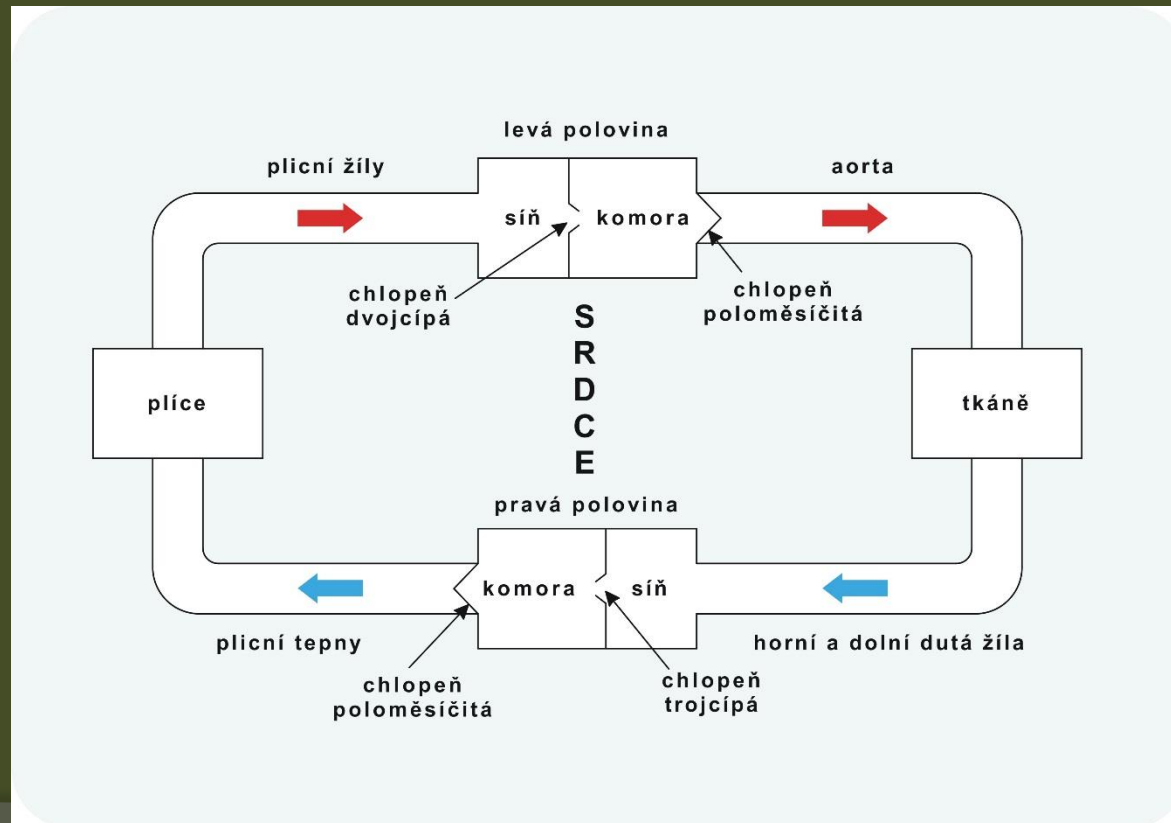 levá polovina
plicní žíly
aorta
síň
komora
chlopeň
dvojcípá
chlopeň
poloměsíčitá
S
R
D
C
E
plíce
tkáně
pravá polovina
komora
síň
plicní tepny
horní a dolní dutá žíla
chlopeň
poloměsíčitá
chlopeň
trojcípá